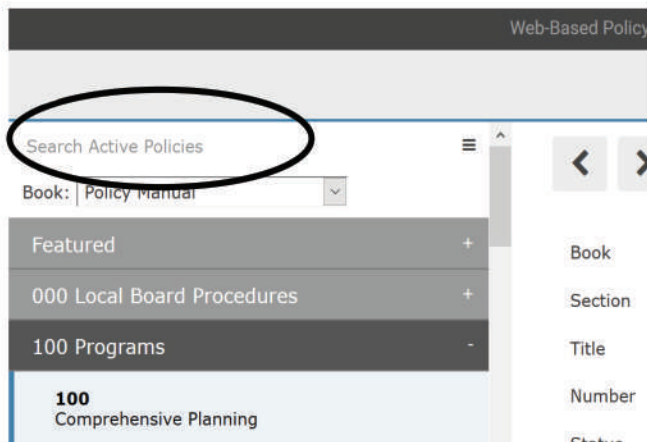 Web-Based Policy
Search Active Policies
Book: Policy Manual
Featured +
000 Local Board Procedures +
100 Programs -
100
Comprehensive Planning
Book
Section
Title
Number
Status